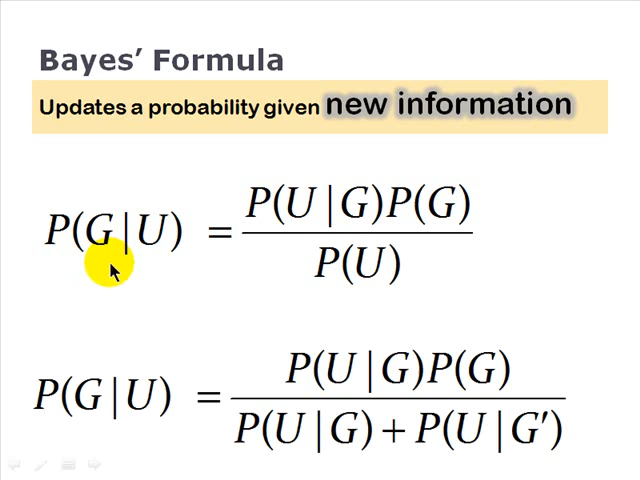 Bayes’ Formula
Updates a probability given new information
P(G | U) = P(U | G)P(G) / P(U)
P(G | U) = P(U | G)P(G) / P(U | G) + P(U | G′)